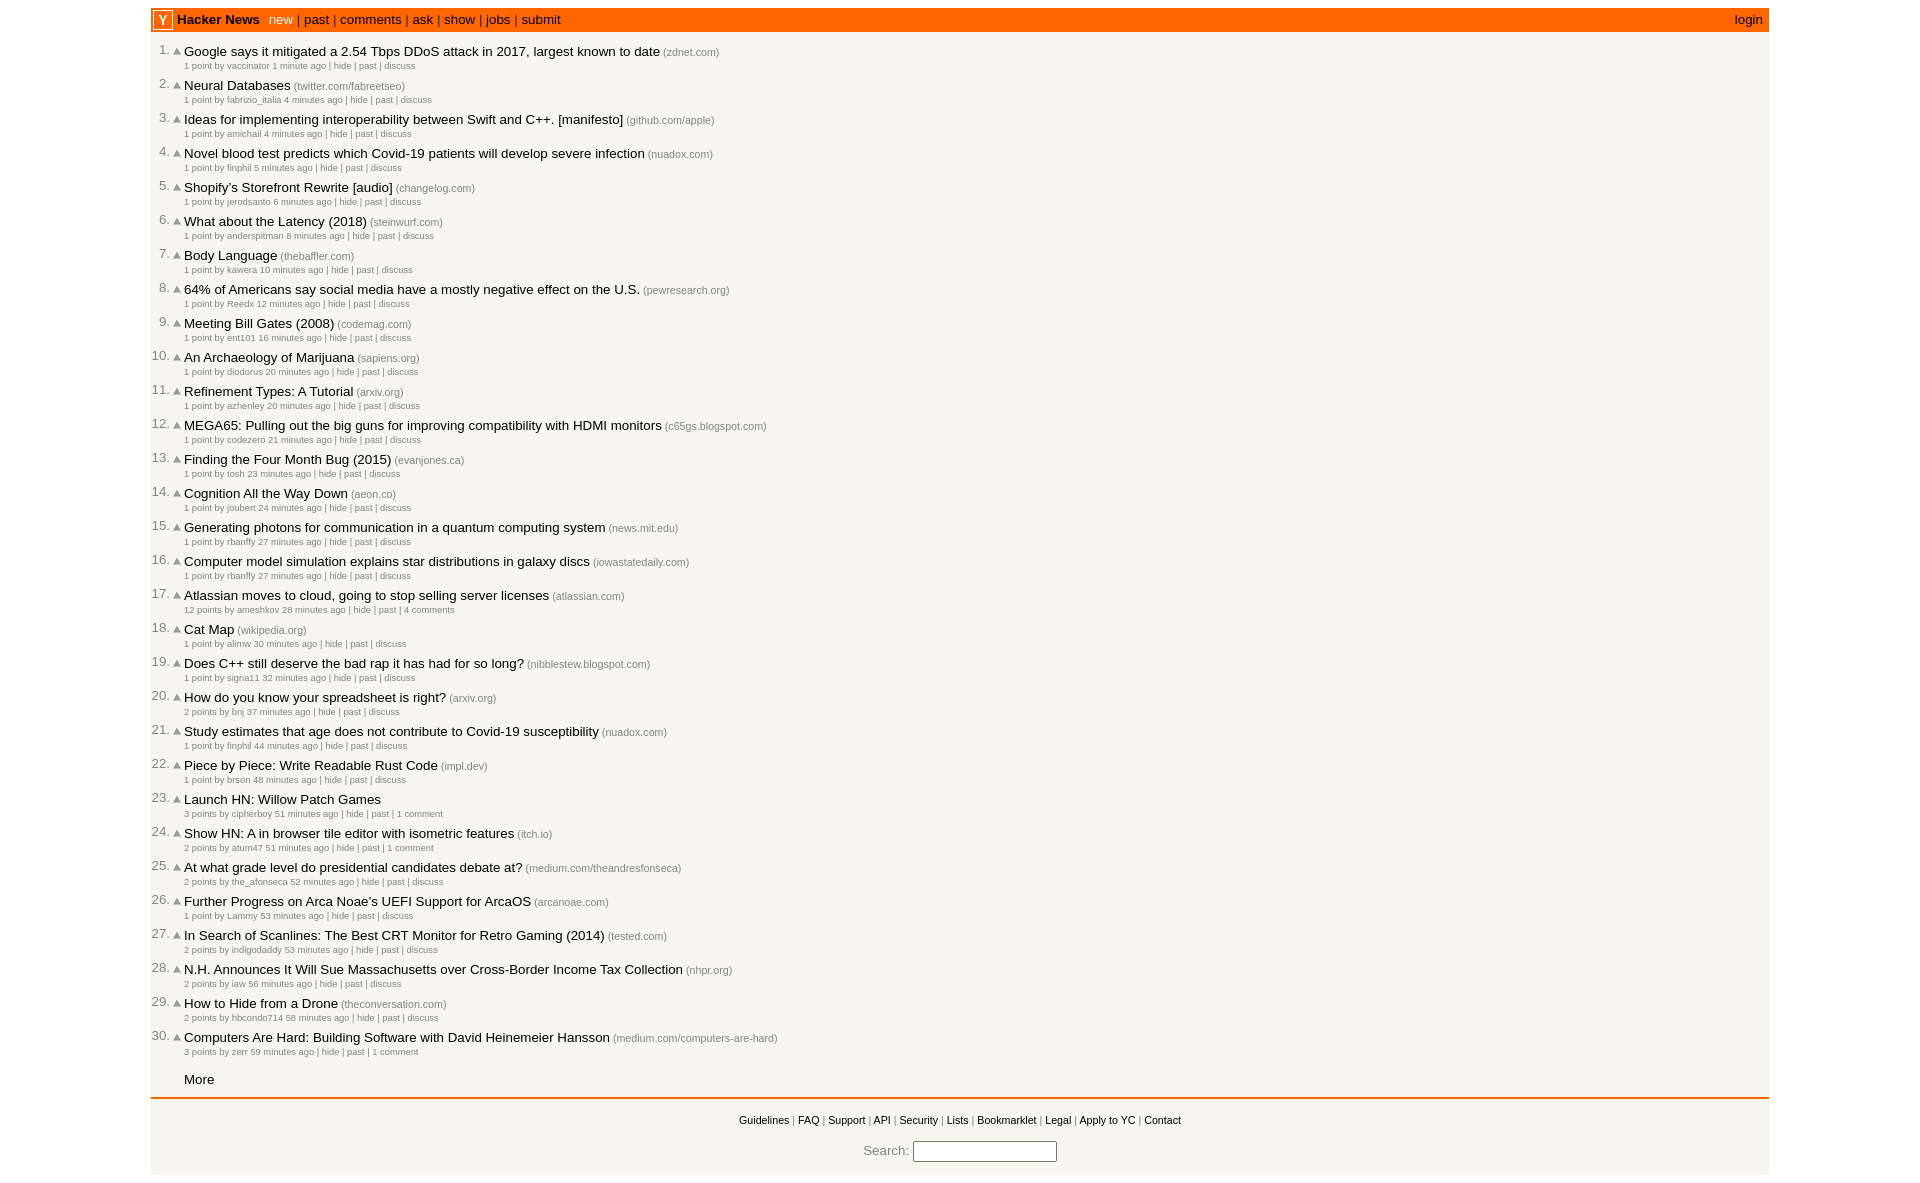 Y Hacker News new | past | comments | ask | show | jobs | submit login
1. Google says it mitigated a 2.54 Tbps DDoS attack in 2017, largest known to date (zdnet.com)
1 point by vaccinator 1 minute ago | hide | past | discuss
2. Neural Databases (twitter.com/fabreetseo)
1 point by fabrizio_italia 4 minutes ago | hide | past | discuss
3. Ideas for implementing interoperability between Swift and C++. [manifesto] (github.com/apple)
1 point by amichail 4 minutes ago | hide | past | discuss
4. Novel blood test predicts which Covid-19 patients will develop severe infection (nuadox.com)
1 point by finphil 5 minutes ago | hide | past | discuss
5. Shopify’s Storefront Rewrite [audio] (changelog.com)
1 point by jerodsanto 6 minutes ago | hide | past | discuss
6. What about the Latency (2018) (steinwurf.com)
1 point by anderspitman 8 minutes ago | hide | past | discuss
7. Body Language (thebaffler.com)
1 point by kawera 10 minutes ago | hide | past | discuss
8. 64% of Americans say social media have a mostly negative effect on the U.S. (pewresearch.org)
1 point by Reedx 12 minutes ago | hide | past | discuss
9. Meeting Bill Gates (2008) (codemag.com)
1 point by ent101 16 minutes ago | hide | past | discuss
10. An Archaeology of Marijuana (sapiens.org)
1 point by diodorus 20 minutes ago | hide | past | discuss
11. Refinement Types: A Tutorial (arxiv.org)
1 point by azhenley 20 minutes ago | hide | past | discuss
12. MEGA65: Pulling out the big guns for improving compatibility with HDMI monitors (c65gs.blogspot.com)
1 point by codezero 21 minutes ago | hide | past | discuss
13. Finding the Four Month Bug (2015) (evanjones.ca)
1 point by tosh 23 minutes ago | hide | past | discuss
14. Cognition All the Way Down (aeon.co)
1 point by joubert 24 minutes ago | hide | past | discuss
15. Generating photons for communication in a quantum computing system (news.mit.edu)
1 point by rbanffy 27 minutes ago | hide | past | discuss
16. Computer model simulation explains star distributions in galaxy discs (iowastatedaily.com)
1 point by rbanffy 27 minutes ago | hide | past | discuss
17. Atlassian moves to cloud, going to stop selling server licenses (atlassian.com)
12 points by ameshkov 28 minutes ago | hide | past | 4 comments
18. Cat Map (wikipedia.org)
1 point by alimw 30 minutes ago | hide | past | discuss
19. Does C++ still deserve the bad rap it has had for so long? (nibblestew.blogspot.com)
1 point by signa11 32 minutes ago | hide | past | discuss
20. How do you know your spreadsheet is right? (arxiv.org)
2 points by bnj 37 minutes ago | hide | past | discuss
21. Study estimates that age does not contribute to Covid-19 susceptibility (nuadox.com)
1 point by finphil 44 minutes ago | hide | past | discuss
22. Piece by Piece: Write Readable Rust Code (impl.dev)
1 point by brson 48 minutes ago | hide | past | discuss
23. Launch HN: Willow Patch Games
3 points by cipherboy 51 minutes ago | hide | past | 1 comment
24. Show HN: A in browser tile editor with isometric features (itch.io)
2 points by atum47 51 minutes ago | hide | past | 1 comment
25. At what grade level do presidential candidates debate at? (medium.com/theandresfonseca)
2 points by the_afonseca 52 minutes ago | hide | past | discuss
26. Further Progress on Arca Noae’s UEFI Support for ArcaOS (arcanoae.com)
1 point by Lammy 53 minutes ago | hide | past | discuss
27. In Search of Scanlines: The Best CRT Monitor for Retro Gaming (2014) (tested.com)
2 points by indigodaddy 53 minutes ago | hide | past | discuss
28. N.H. Announces It Will Sue Massachusetts over Cross-Border Income Tax Collection (nhpr.org)
2 points by iaw 56 minutes ago | hide | past | discuss
29. How to Hide from a Drone (theconversation.com)
2 points by hbcondo714 58 minutes ago | hide | past | discuss
30. Computers Are Hard: Building Software with David Heinemeier Hansson (medium.com/computers-are-hard)
3 points by zerr 59 minutes ago | hide | past | 1 comment
More
Guidelines | FAQ | Support | API | Security | Lists | Bookmarklet | Legal | Apply to YC | Contact
Search: